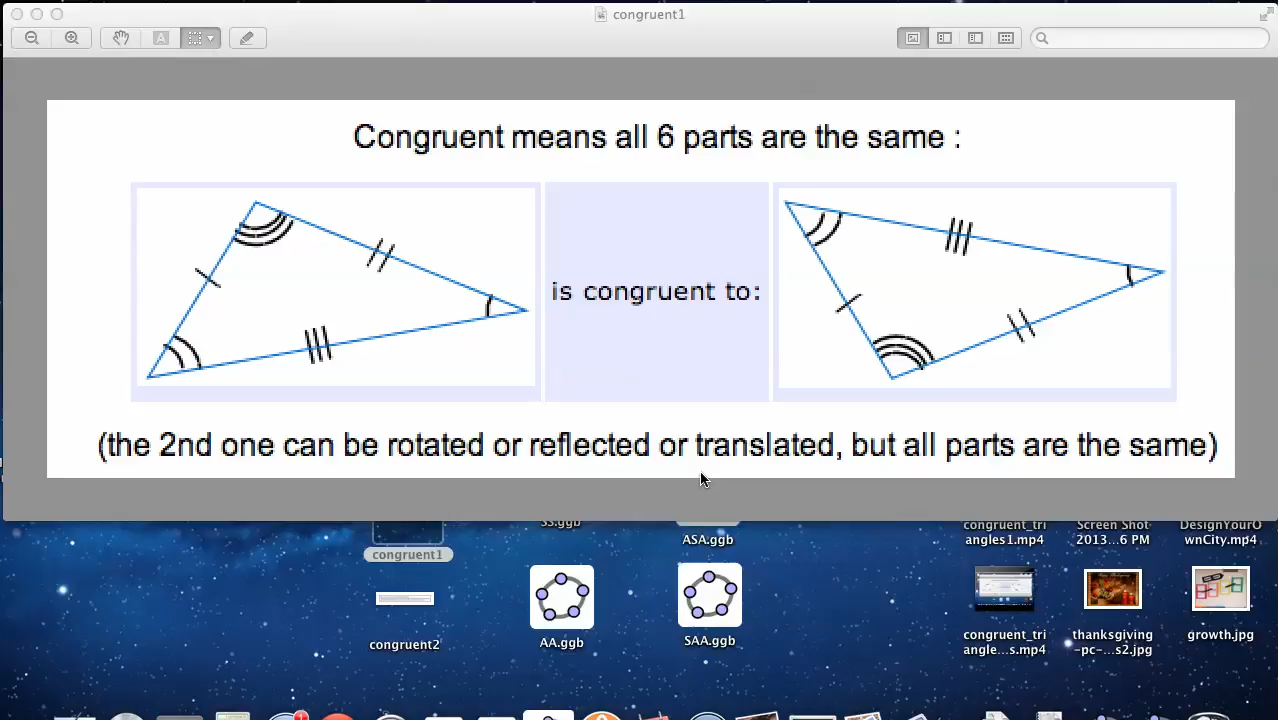 congruent1
A
Congruent means all 6 parts are the same :
is congruent to:
(the 2nd one can be rotated or reflected or translated, but all parts are the same)
congruent1
ASA.ggb
congruent_tri
angles1.mp4
Screen Shot
2013...6 PM
DesignYourO
wnCity.mp4
congruent2
AA.ggb
SAA.ggb
congruent_tri
angle...s.mp4
thanksgiving
-pc-...s2.jpg
growth.jpg
1